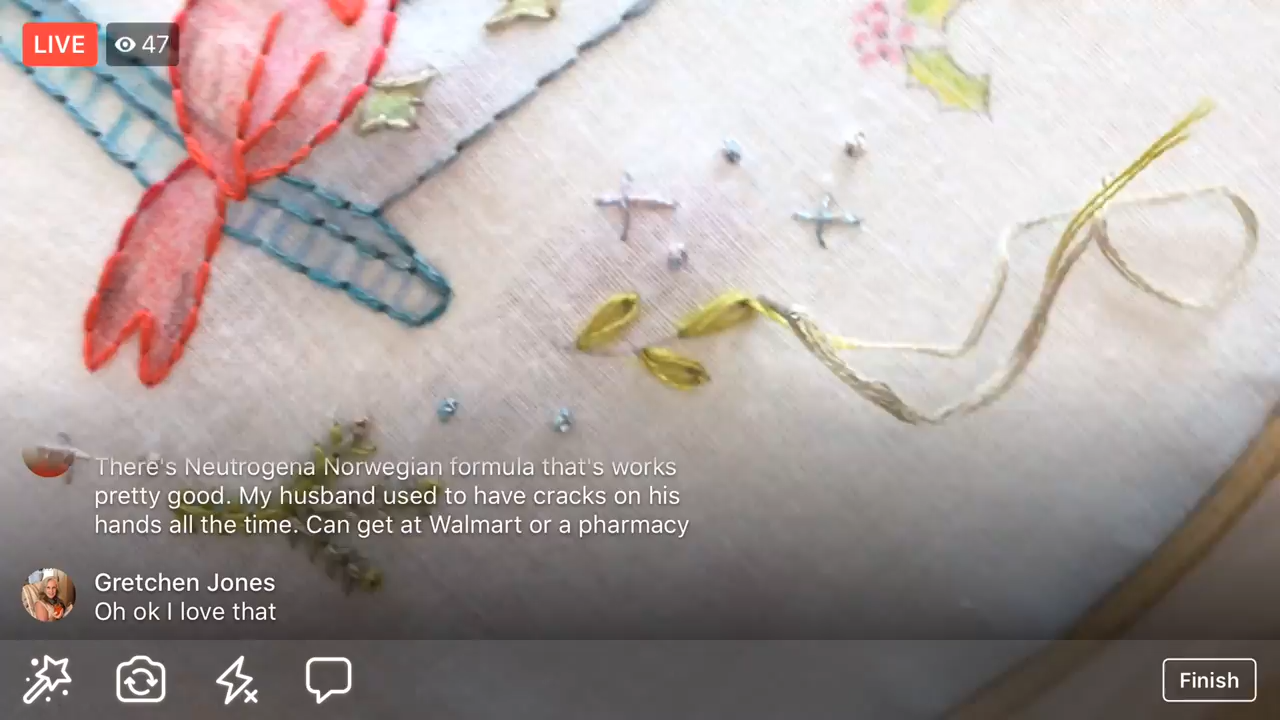 LIVE
47
There's Neutrogena Norwegian formula that's works
pretty good. My husband used to have cracks on his
hands all the time. Can get at Walmart or a pharmacy
Gretchen Jones
Oh ok I love that
Finish